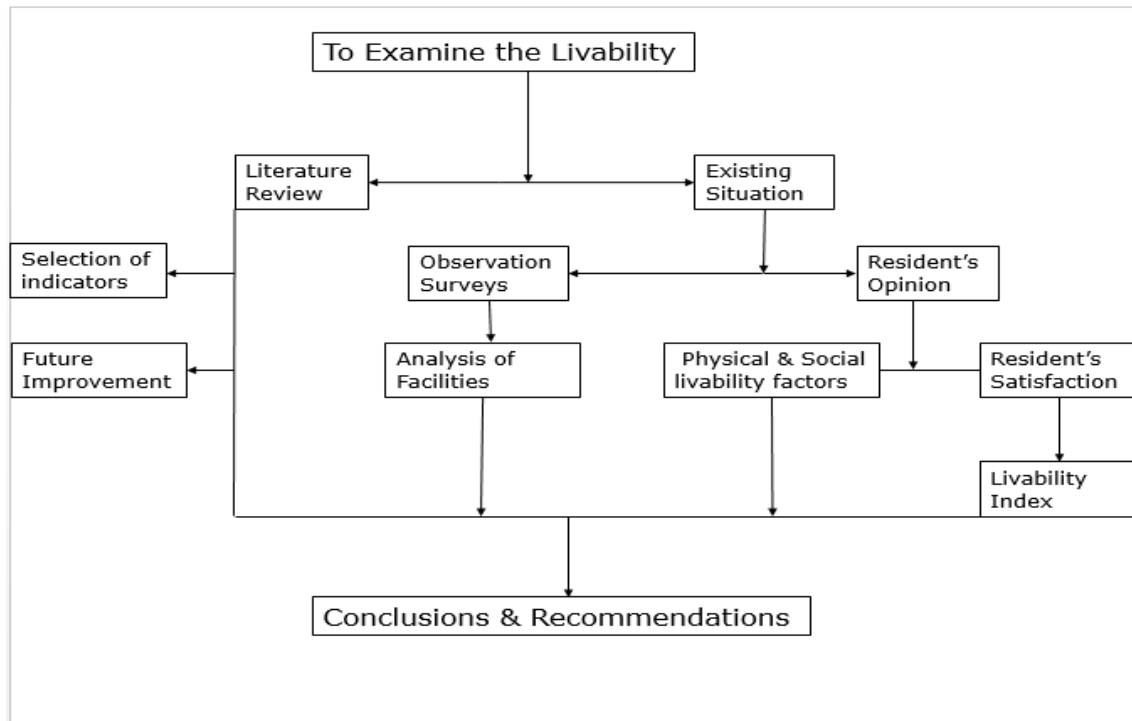 To Examine the Livability
Literature
Review
Existing
Situation
Selection of
indicators
Observation
Surveys
Resident's
Opinion
Future
Improvement
Analysis of
Facilities
Physical & Social
livability factors
Resident's
Satisfaction
Livability
Index
Conclusions & Recommendations